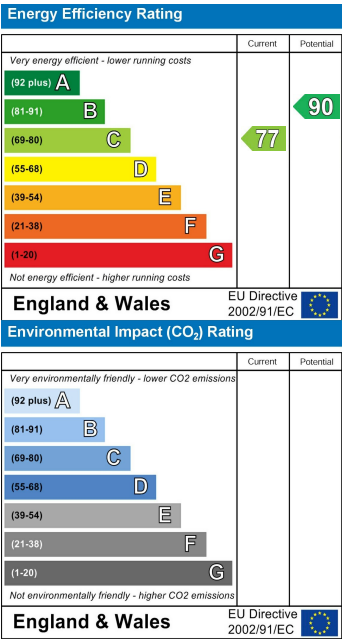 Energy Efficiency Rating
Current Potential
Very energy efficient - lower running costs
(92 plus) A
(81-91) B
90
(69-80) C
77
(55-68) D
(39-54) E
(21-38) F
(1-20) G
Not energy efficient - higher running costs
England & Wales
EU Directive
2002/91/EC
Environmental Impact (CO₂) Rating
Current Potential
Very environmentally friendly - lower CO2 emissions
(92 plus) A
(81-91) B
(69-80) C
(55-68) D
(39-54) E
(21-38) F
(1-20) G
Not environmentally friendly - higher CO2 emissions
England & Wales
EU Directive
2002/91/EC